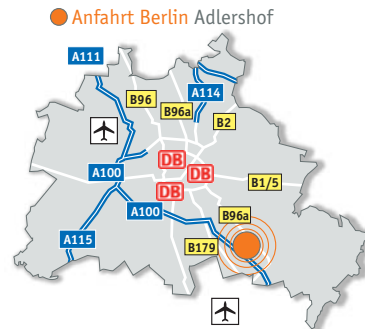 Anfahrt Berlin Adlershof
A111
B96
A114
B96a
B2
DB
A100
DB
B1/5
DB
A100
B96a
A115
B179